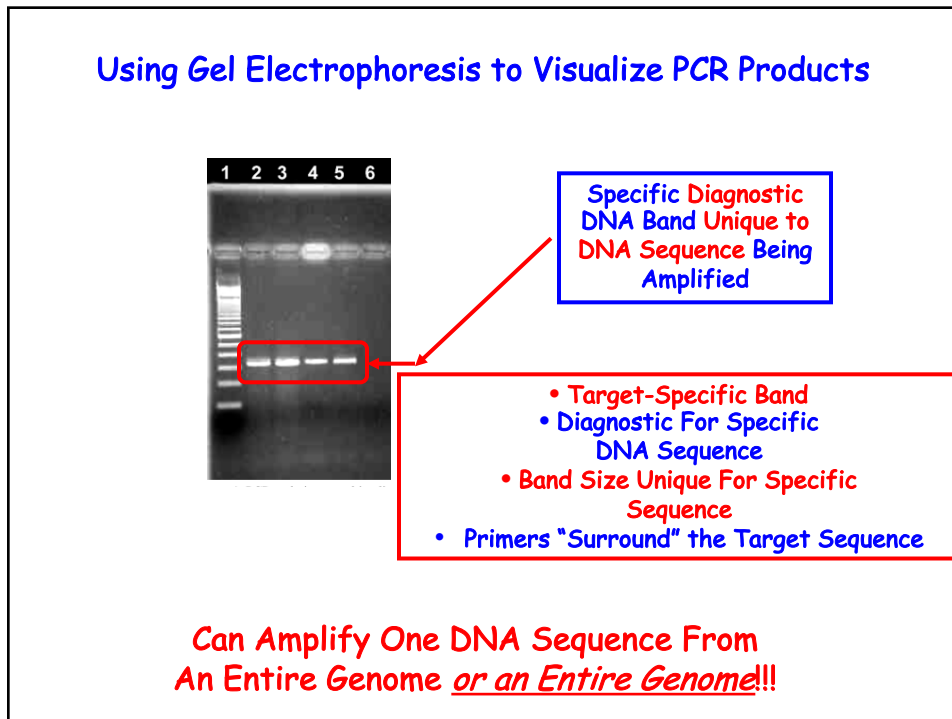 Using Gel Electrophoresis to Visualize PCR Products
1 2 3 4 5 6
Specific Diagnostic
DNA Band Unique to
DNA Sequence Being
Amplified
• Target-Specific Band
• Diagnostic For Specific
DNA Sequence
• Band Size Unique For Specific
Sequence
• Primers “Surround” the Target Sequence
Can Amplify One DNA Sequence From
An Entire Genome or an Entire Genome!!!